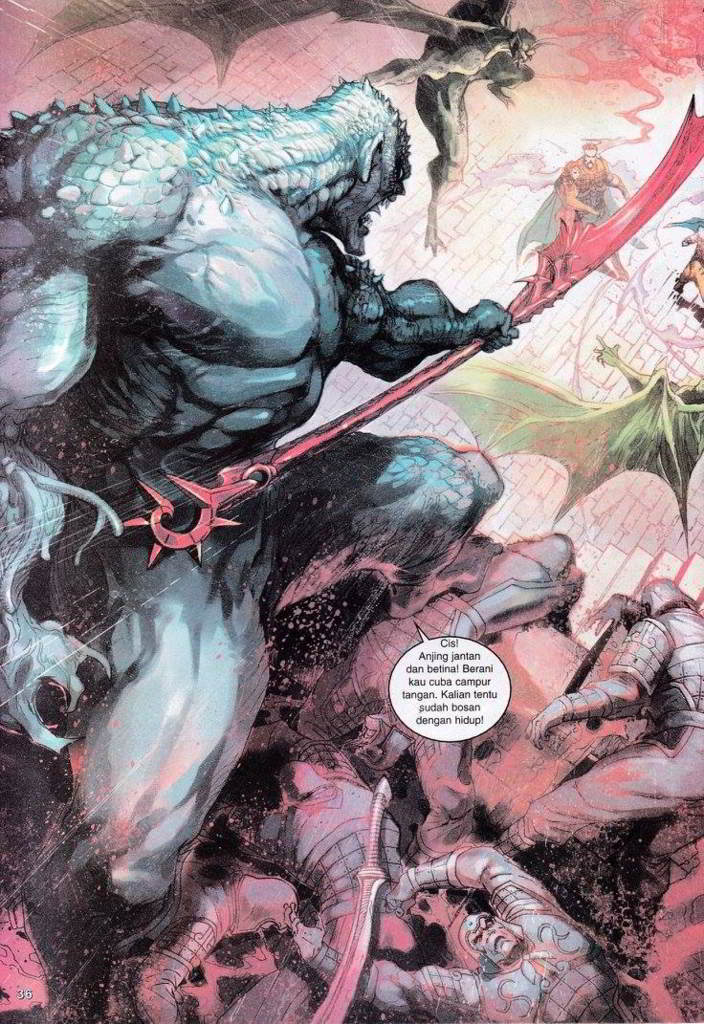 Cis!
Anjing jantan
dan betina! Berani
kau cuba campur
tangan. Kalian tentu
sudah bosan
dengan hidup!
36